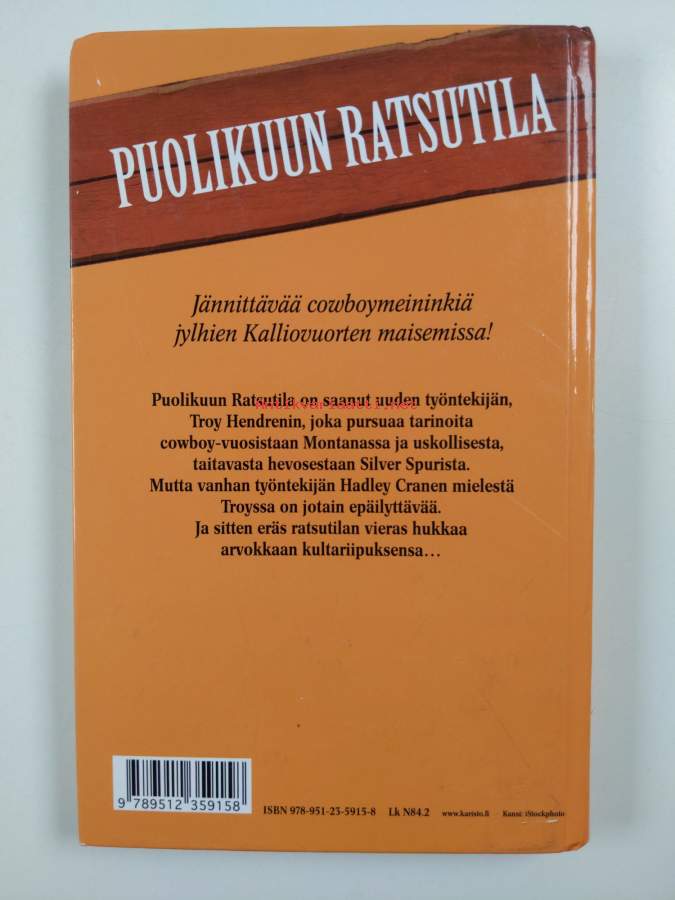 PUOLIKUUN RATSUTILA
Jännittävää cowboymeininkiä
jylhien Kalliovuorten maisemissa!
Puolikuun Ratsutila on saanut uuden työntekijän,
Antikvariaatti.net
Troy Hendrenin, joka pursuaa tarinoita
cowboy-vuosistaan Montanassa ja uskollisesta,
taitavasta hevosestaan Silver Spurista.
Mutta vanhan työntekijän Hadley Cranen mielestä
Troyssa on jotain epäilyttävää.
Ja sitten eräs ratsutilan vieras hukkaa
arvokkaan kultariipuksensa…
9 789512 359158
ISBN 978-951-23-5915-8 Lk N84.2 www.karisto.fi Kansi: iStockphoto